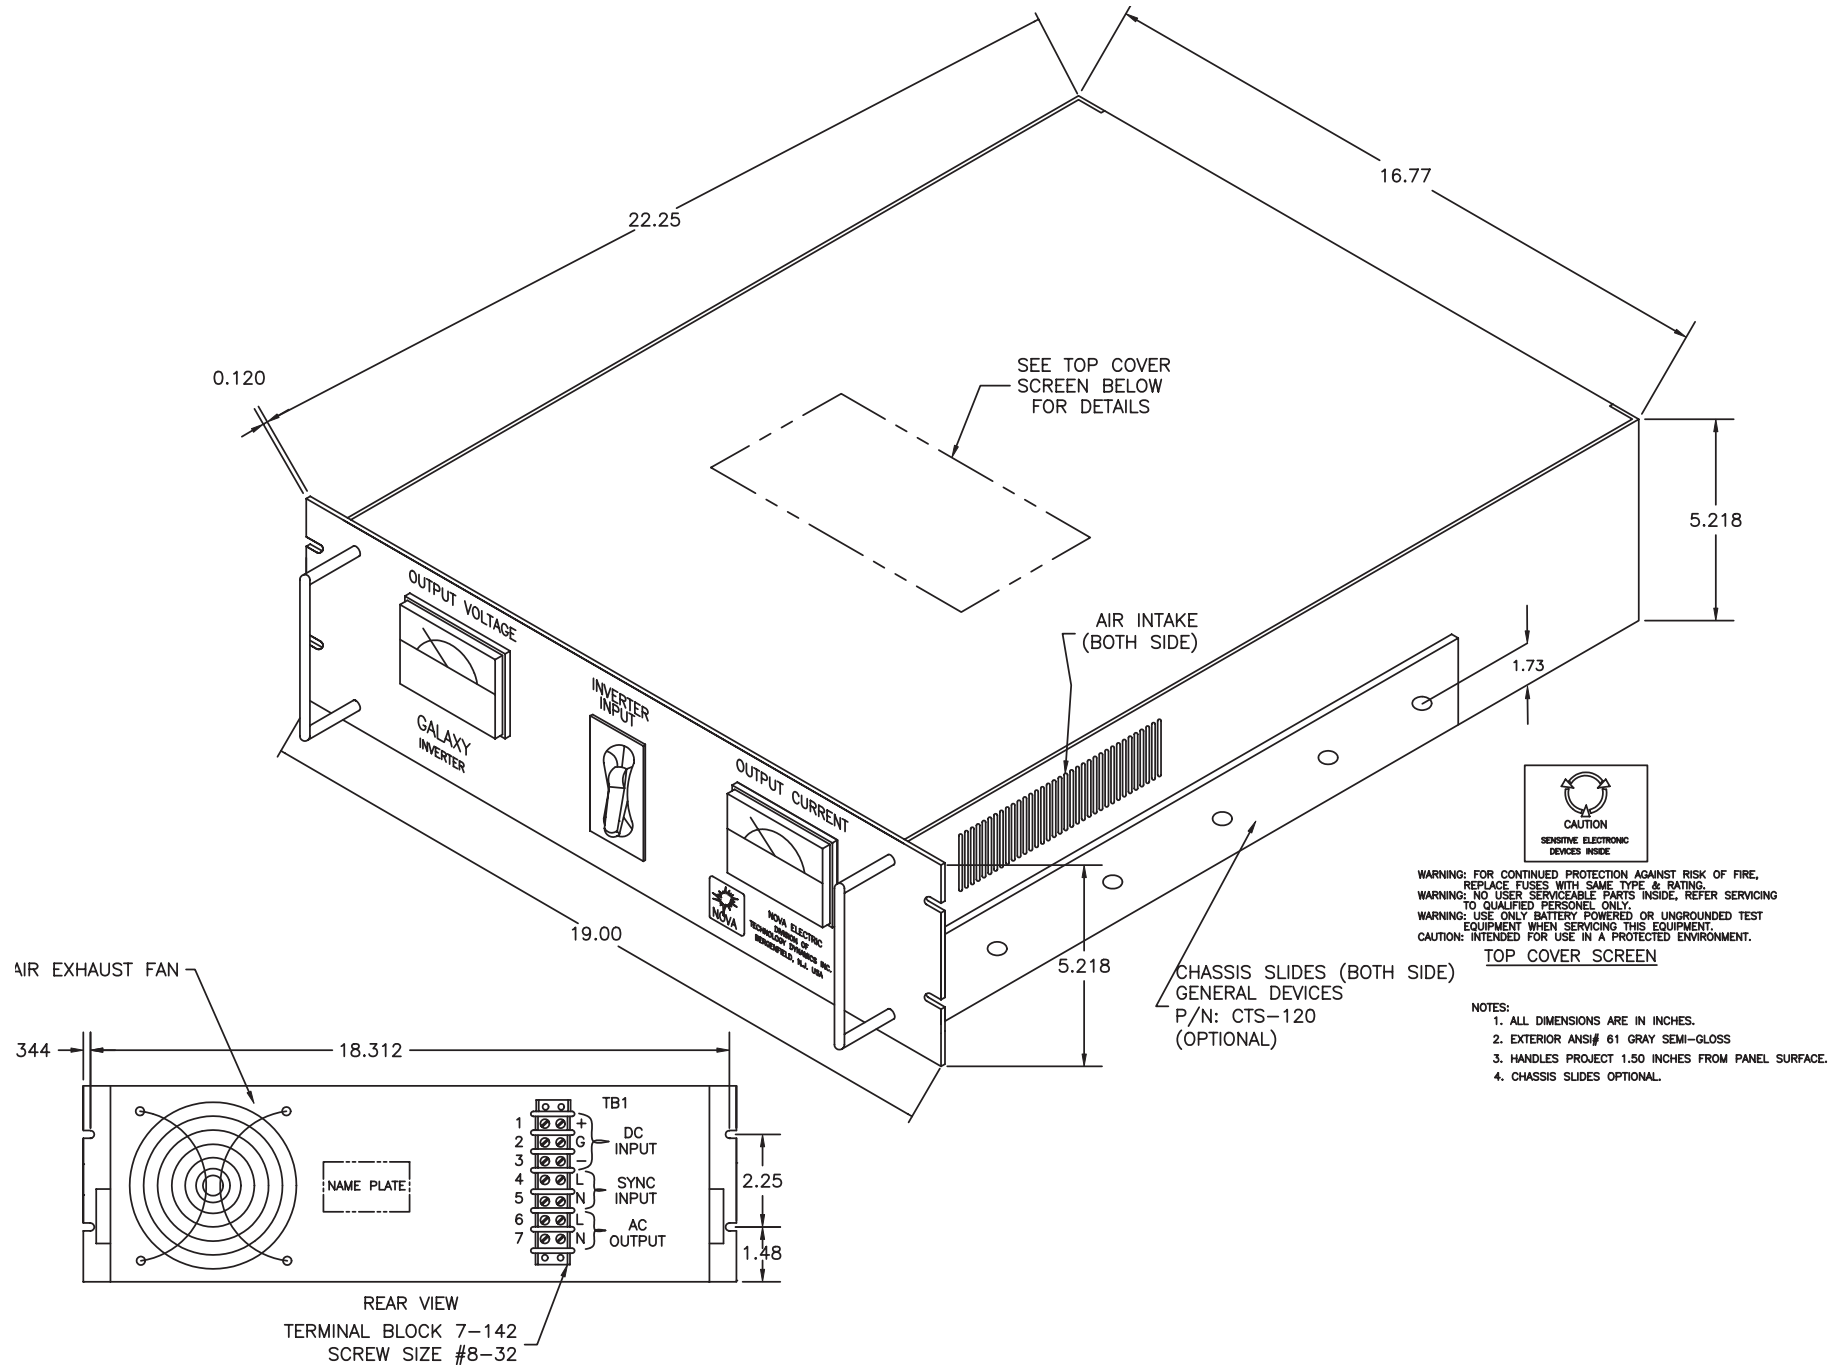 22.25
16.77
0.120
SEE TOP COVER
SCREEN BELOW
FOR DETAILS
5.218
AIR INTAKE
(BOTH SIDE)
1.73
OUTPUT VOLTAGE
GALAXY
INVERTER
INVERTER
INPUT
OUTPUT CURRENT
NOVA
NOVA ELECTRIC
DIVISION OF
TECHNOLOGY DYNAMICS INC.
BERGENFIELD, N.J. USA
19.00
5.218
CHASSIS SLIDES (BOTH SIDE)
GENERAL DEVICES
P/N: CTS-120
(OPTIONAL)
CAUTION
SENSITIVE ELECTRONIC
DEVICES INSIDE
WARNING: FOR CONTINUED PROTECTION AGAINST RISK OF FIRE,
REPLACE FUSES WITH SAME TYPE & RATING.
WARNING: NO USER SERVICEABLE PARTS INSIDE, REFER SERVICING
TO QUALIFIED PERSONEL ONLY.
WARNING: USE ONLY BATTERY POWERED OR UNGROUNDED TEST
EQUIPMENT WHEN SERVICING THIS EQUIPMENT.
CAUTION: INTENDED FOR USE IN A PROTECTED ENVIRONMENT.
TOP COVER SCREEN
NOTES:
1. ALL DIMENSIONS ARE IN INCHES.
2. EXTERIOR ANSI# 61 GRAY SEMI-GLOSS
3. HANDLES PROJECT 1.50 INCHES FROM PANEL SURFACE.
4. CHASSIS SLIDES OPTIONAL.
AIR EXHAUST FAN
344
18.312
TB1
1 +
2 G
3 -
DC
INPUT
4 L
5 N
SYNC
INPUT
6 L
7 N
AC
OUTPUT
NAME PLATE
2.25
1.48
REAR VIEW
TERMINAL BLOCK 7-142
SCREW SIZE #8-32